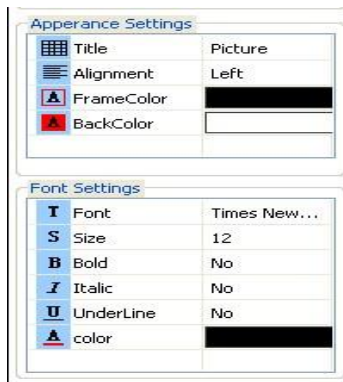 Apperance Settings
Title Picture
Alignment Left
A FrameColor
A BackColor
Font Settings
T Font Times New...
S Size 12
B Bold No
I Italic No
U UnderLine No
A color